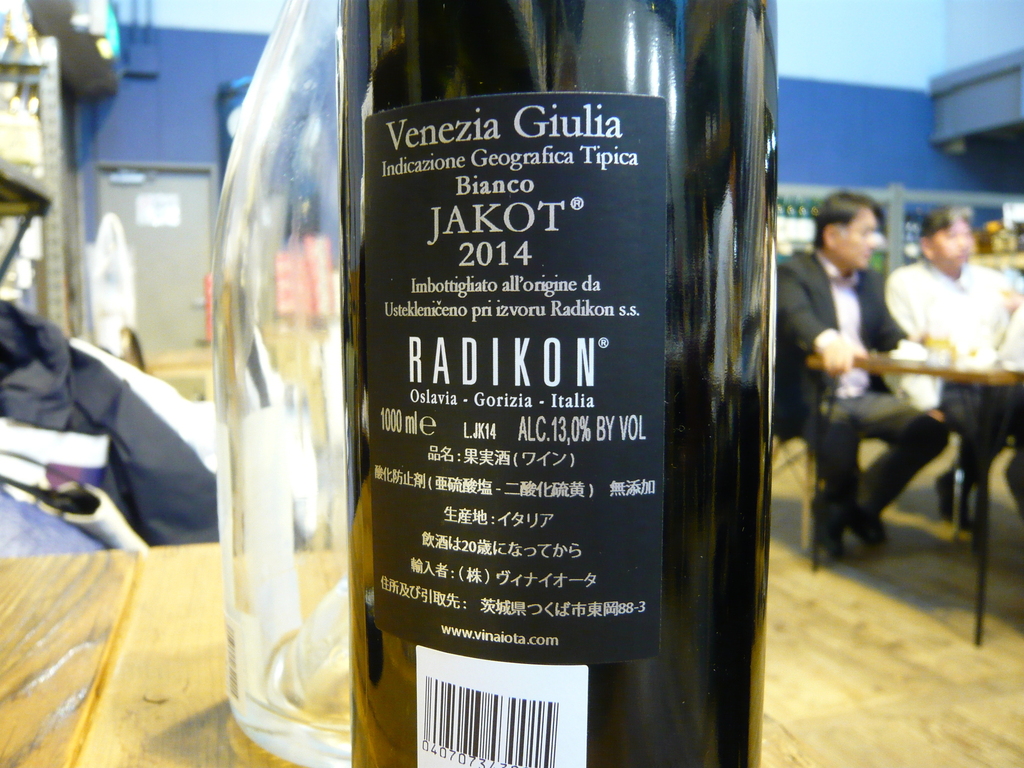 Venezia Giulia
Indicazione Geografica Tipica
Bianco
JAKOT®
2014
Imbottigliato all'origine da
Ustekleničeno pri izvoru Radikon s.s.
RADIKON®
Oslavia - Gorizia - Italia
1000 ml e L.JK14 ALC.13,0% BY VOL
品名:果実酒(ワイン)
酸化防止剤(亜硫酸塩-二酸化硫黄) 無添加
生産地:イタリア
飲酒は20歳になってから
輸入者:(株)ヴィナイオータ
住所及び引取先: 茨城県つくば市東岡88-3
www.vinaiota.com